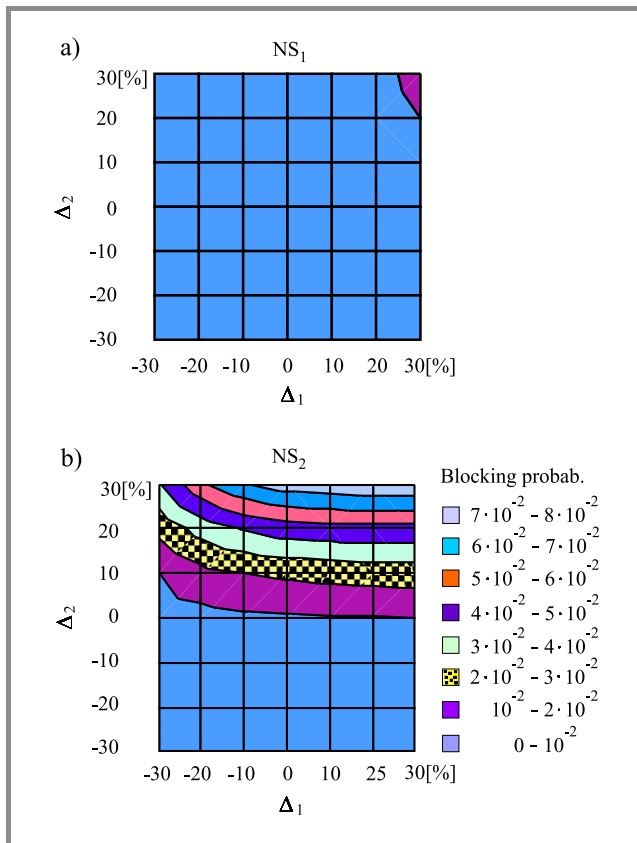 a)
NS₁
30[%]
20
10
0
-10
-20
-30
Δ₂
-30 -20 -10 0 10 20 30[%]
Δ₁
b)
NS₂
30[%]
20
10
0
-10
-20
-30
Δ₂
-30 -20 -10 0 10 25 30[%]
Δ₁
Blocking probab.
7·10⁻² – 8·10⁻²
6·10⁻² – 7·10⁻²
5·10⁻² – 6·10⁻²
4·10⁻² – 5·10⁻²
3·10⁻² – 4·10⁻²
2·10⁻² – 3·10⁻²
10⁻² – 2·10⁻²
0 – 10⁻²